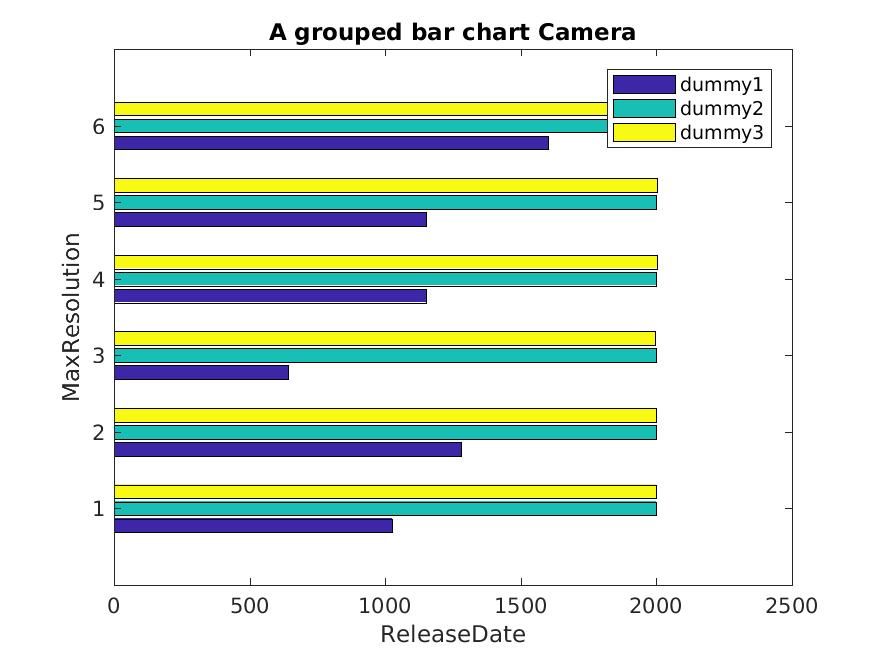 A grouped bar chart Camera
dummy1
dummy2
dummy3
MaxResolution
6
5
4
3
2
1
0 500 1000 1500 2000 2500
ReleaseDate